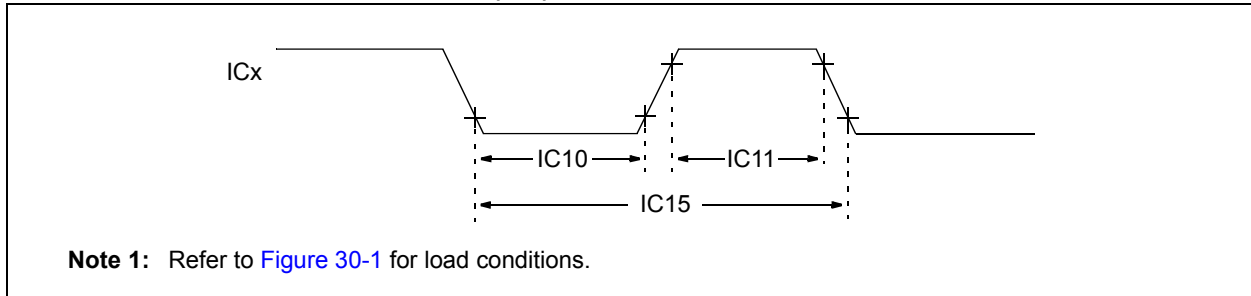 ICx
IC10
IC11
IC15
Note 1: Refer to Figure 30-1 for load conditions.